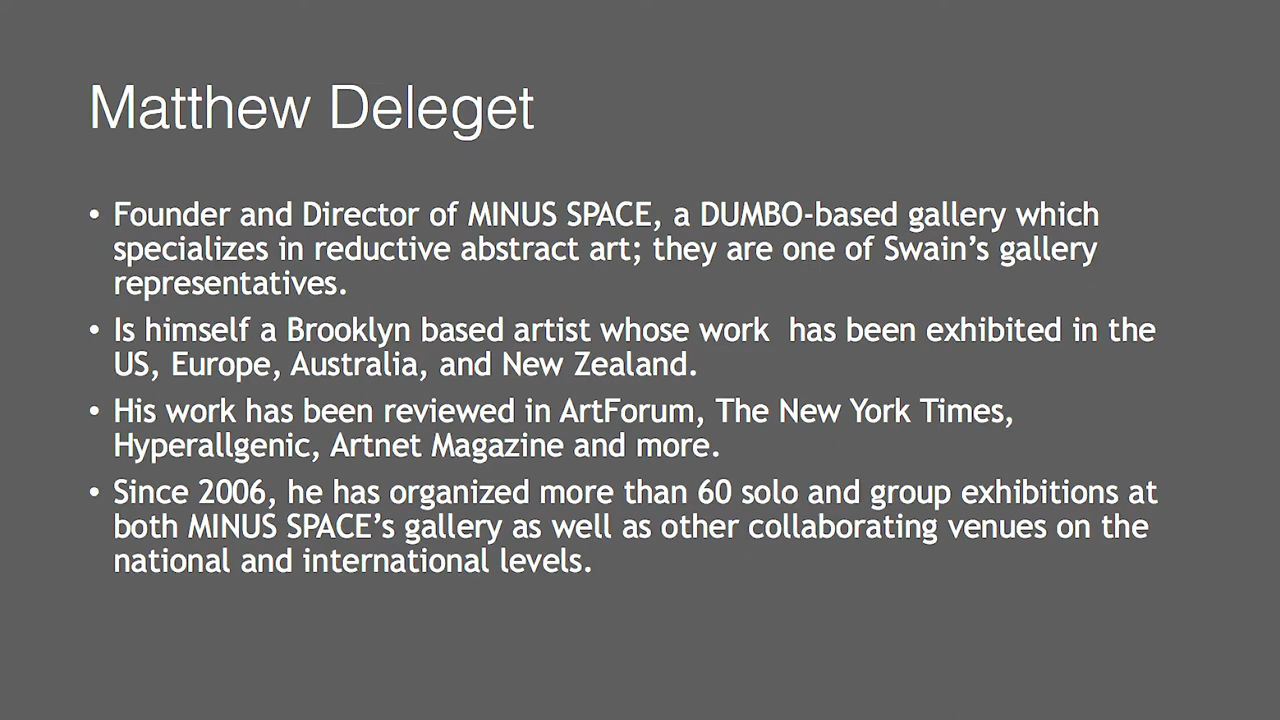 Matthew Deleget
• Founder and Director of MINUS SPACE, a DUMBO-based gallery which
specializes in reductive abstract art; they are one of Swain’s gallery
representatives.
• Is himself a Brooklyn based artist whose work  has been exhibited in the
US, Europe, Australia, and New Zealand.
• His work has been reviewed in ArtForum, The New York Times,
Hyperallgenic, Artnet Magazine and more.
• Since 2006, he has organized more than 60 solo and group exhibitions at
both MINUS SPACE’s gallery as well as other collaborating venues on the
national and international levels.